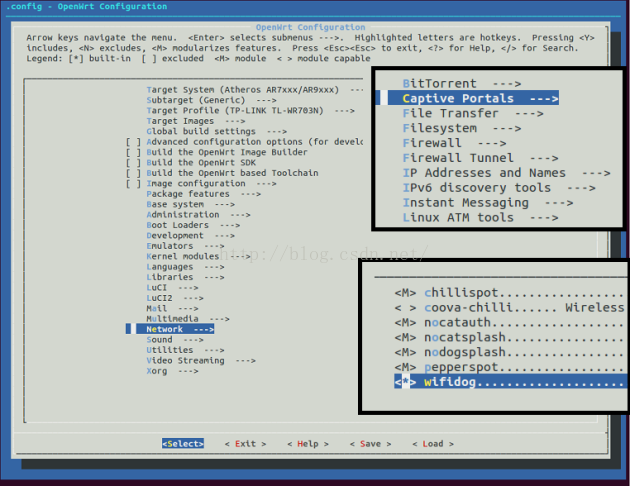 .config - OpenWrt Configuration
OpenWrt Configuration
Arrow keys navigate the menu. <Enter> selects submenus --->. Highlighted letters are hotkeys. Pressing <Y>
includes, <N> excludes, <M> modularizes features. Press <Esc><Esc> to exit, <?> for Help, </> for Search.
Legend: [*] built-in [ ] excluded <M> module < > module capable
Target System (Atheros AR7xxx/AR9xxx) ---
Subtarget (Generic) --->
Target Profile (TP-LINK TL-WR703N) --->
Target Images --->
Global build settings --->
[ ] Advanced configuration options (for develo
[ ] Build the OpenWrt Image Builder
[ ] Build the OpenWrt SDK
[ ] Build the OpenWrt based Toolchain
[ ] Image configuration --->
Package features --->
Base system --->
Administration --->
Boot Loaders --->
Development --->
Emulators --->
Kernel modules --->
Languages --->
Libraries --->
LuCI --->
LuCI2 --->
Mail --->
Multimedia --->
Network --->
Sound --->
Utilities --->
Video Streaming --->
Xorg --->
BitTorrent --->
Captive Portals --->
File Transfer --->
Filesystem --->
Firewall --->
Firewall Tunnel --->
IP Addresses and Names --->
IPv6 discovery tools --->
Instant Messaging --->
Linux ATM tools --->
http://blog.csdn.net/
<M> chillispot....................
< > coova-chilli...... Wireless
<M> nocatauth.....................
<M> nocatsplash...................
<M> nodogsplash...................
<M> pepperspot....................
<*> wifidog.......................
<Select> < Exit > < Help > < Save > < Load >